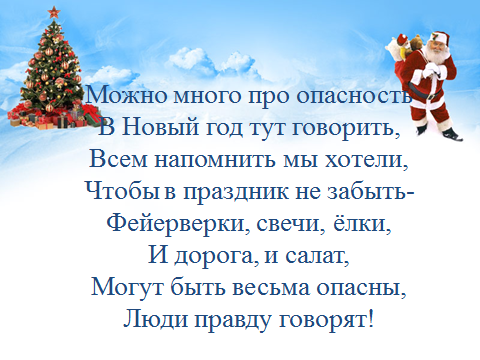 Можно много про опасность
В Новый год тут говорить,
Всем напомнить мы хотели,
Чтобы в праздник не забыть-
Фейерверки, свечи, ёлки,
И дорога, и салат,
Могут быть весьма опасны,
Люди правду говорят!